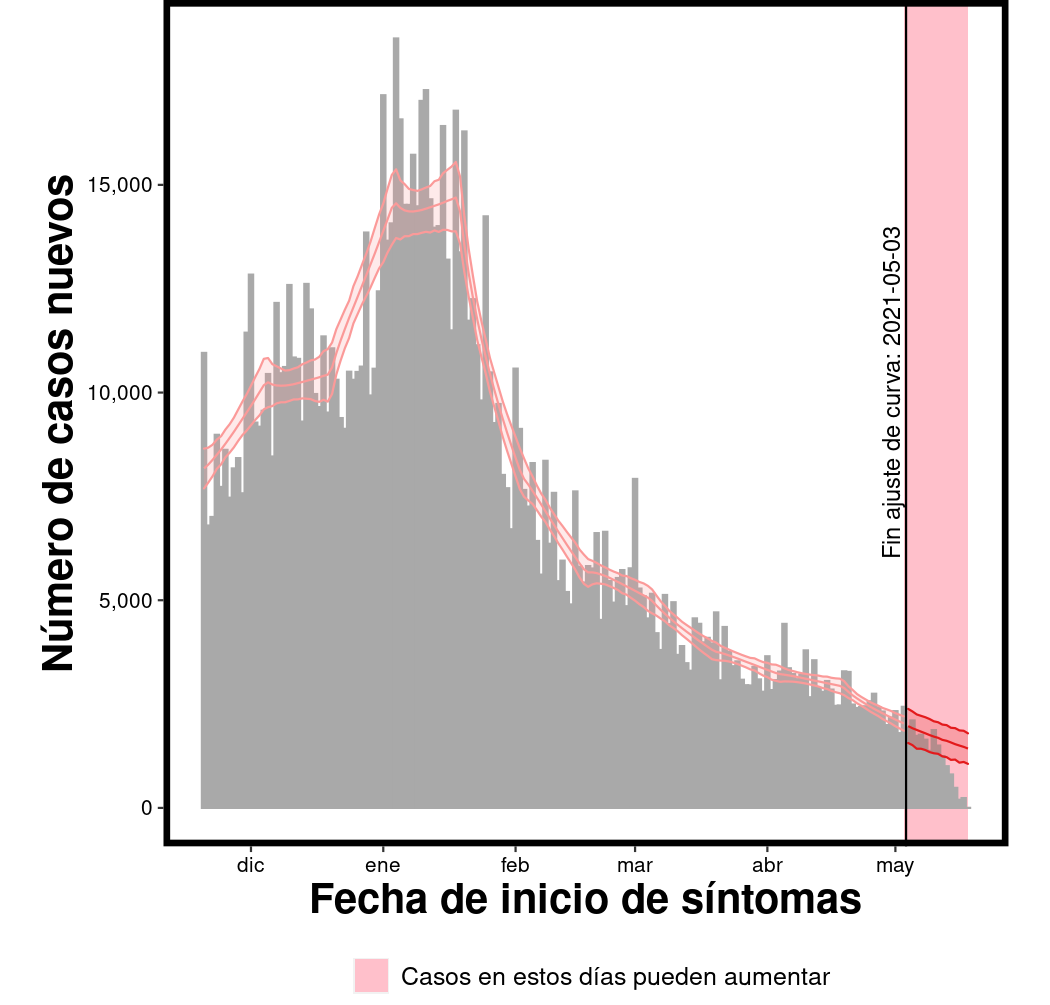 Número de casos nuevos
15,000
10,000
5,000
0
Fin ajuste de curva: 2021-05-03
dic ene feb mar abr may
Fecha de inicio de síntomas
Casos en estos días pueden aumentar